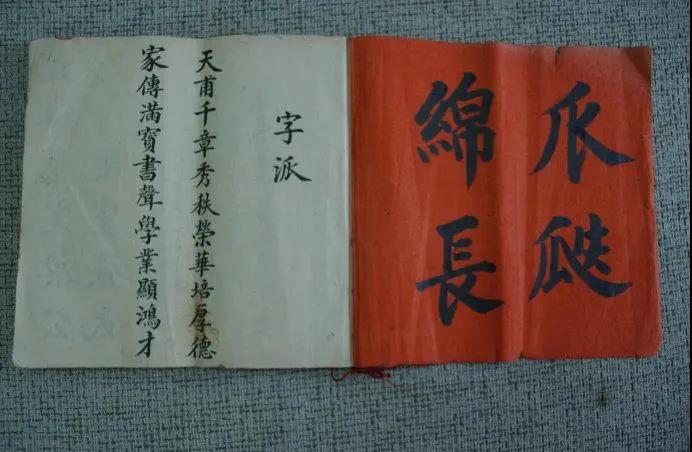 瓜瓞
綿長
字派
天甫千章秀秩榮華培厚德
家傳滿寶書聲學業顯鴻才